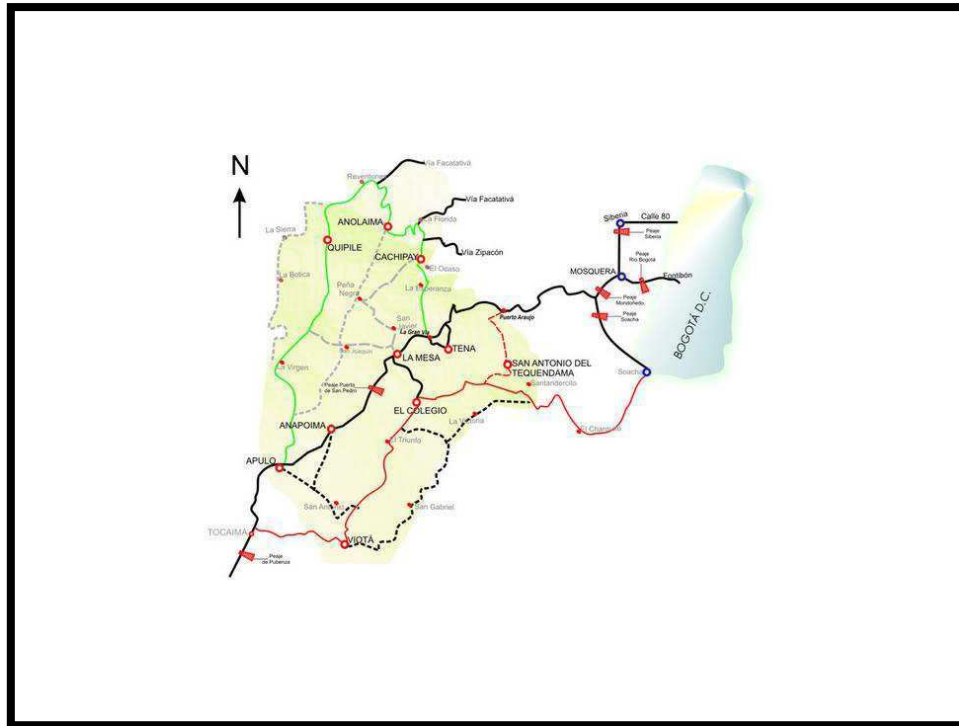 N
Vía Facatativá
Reventones
Vía Facatativá
La Florida
ANOLAIMA
Siberia
Calle 80
Peaje
Siberia
La Sierra
QUIPILE
Vía Zipacón
CACHIPAY
El Ocaso
Peaje
Río Bogotá
MOSQUERA
Fontibón
La Botica
La Esperanza
Peña
Negra
Peaje
Mondoñedo
Peaje
Soacha
BOGOTÁ D.C.
San
Javier
La Gran Vía
Puerto Araujo
San Joaquín
LA MESA
TENA
SAN ANTONIO DEL
TEQUENDAMA
La Virgen
Soacha
Peaje Puerta
de San Pedro
Santandercito
EL COLEGIO
La Victoria
ANAPOIMA
El Charquito
El Triunfo
APULO
San Antonio
San Gabriel
TOCAIMA
VIOTÁ
Peaje
de Pubenza